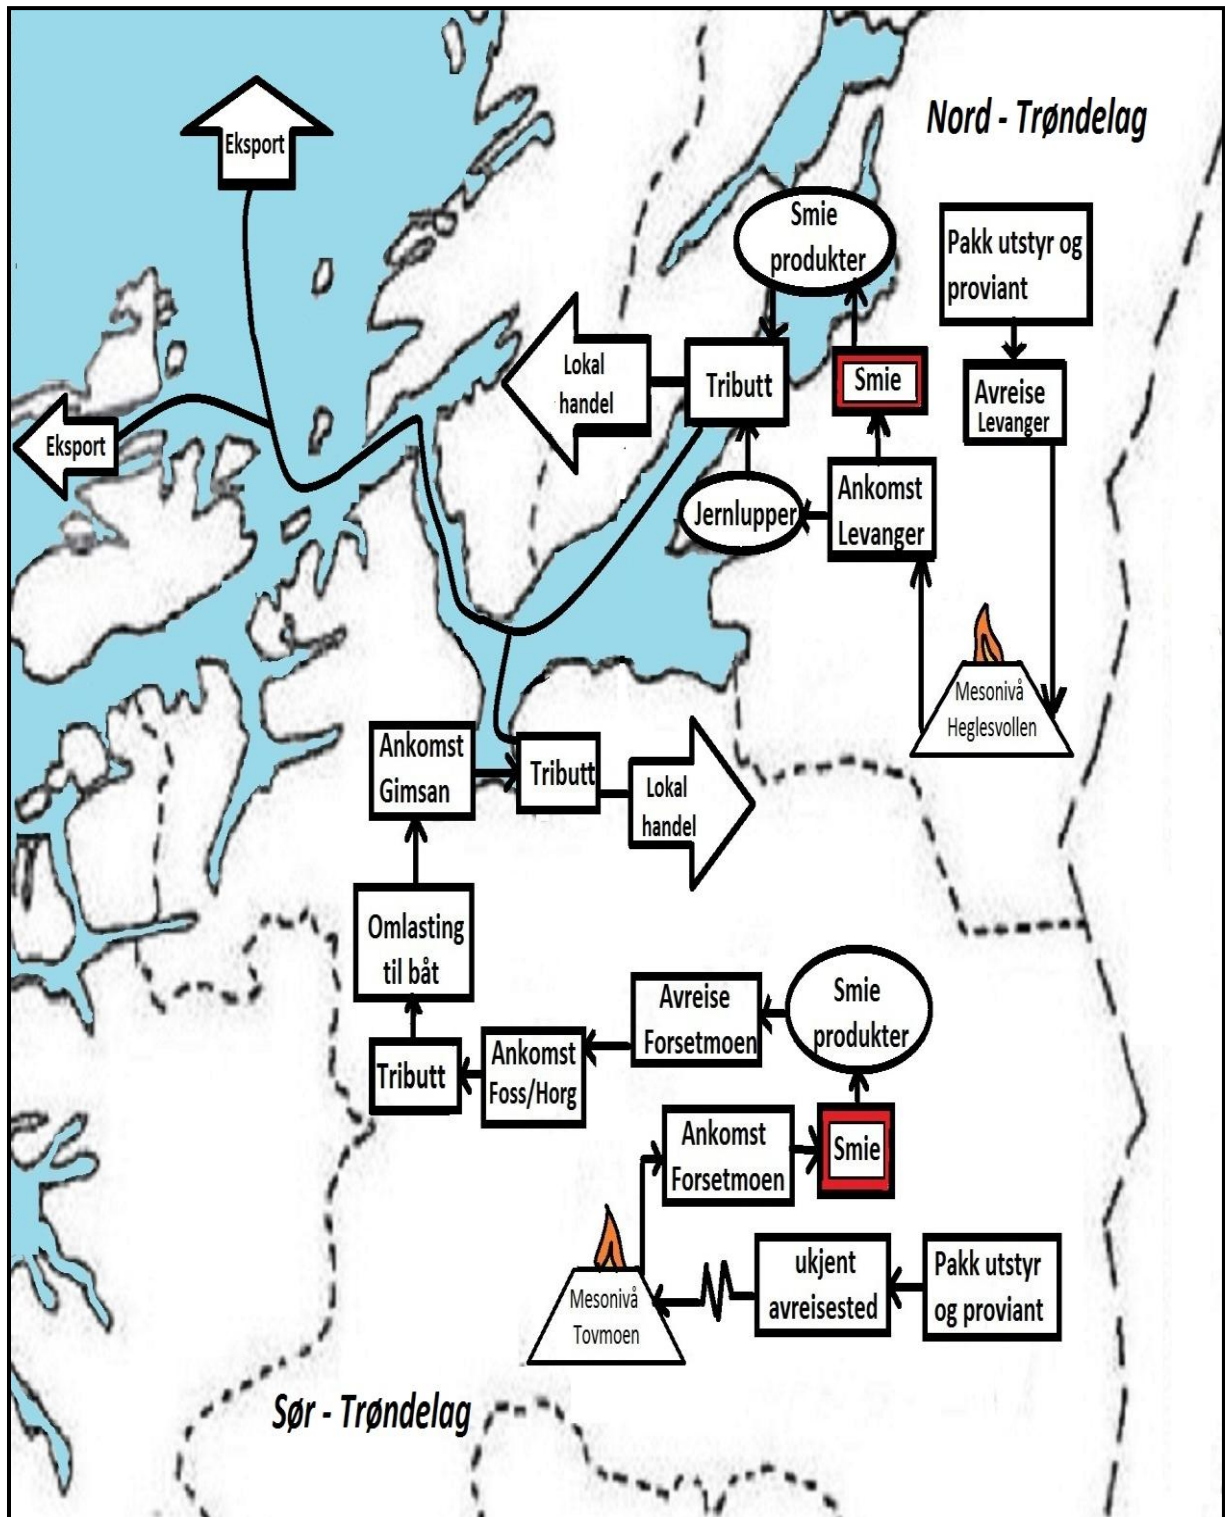 Nord - Trøndelag
Eksport
Smie
produkter
Pakk utstyr og
proviant
Lokal
handel
Tributt
Smie
Avreise
Levanger
Eksport
Jernlupper
Ankomst
Levanger
Mesonivå
Heglesvollen
Ankomst
Gimsan
Tributt
Lokal
handel
Omlasting
til båt
Avreise
Forsetmoen
Smie
produkter
Tributt
Ankomst
Foss/Horg
Ankomst
Forsetmoen
Smie
Mesonivå
Tovmoen
ukjent
avreisested
Pakk utstyr
og proviant
Sør - Trøndelag